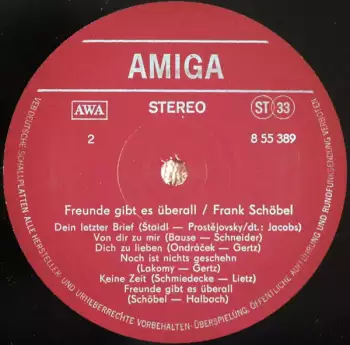 AMIGA
AWA
STEREO
ST 33
2
8 55 389
Freunde gibt es überall / Frank Schöbel
Dein letzter Brief (Staidl — Prostějovsky/dt.: Jacobs)
Von dir zu mir (Bause — Schneider)
Dich zu lieben (Ondráček — Gertz)
Noch ist nichts geschehn
(Lakomy — Gertz)
Keine Zeit (Schmiedecke — Lietz)
Freunde gibt es überall
(Schöbel — Halbach)
VEB DEUTSCHE SCHALLPLATTEN ALLE HERSTELLER- UND URHEBERRECHTE VORBEHALTEN · ÜBERSPIELUNG, ÖFFENTLICHE AUFFÜHRUNG UND RUNDFUNKSENDUNG VERBOTEN